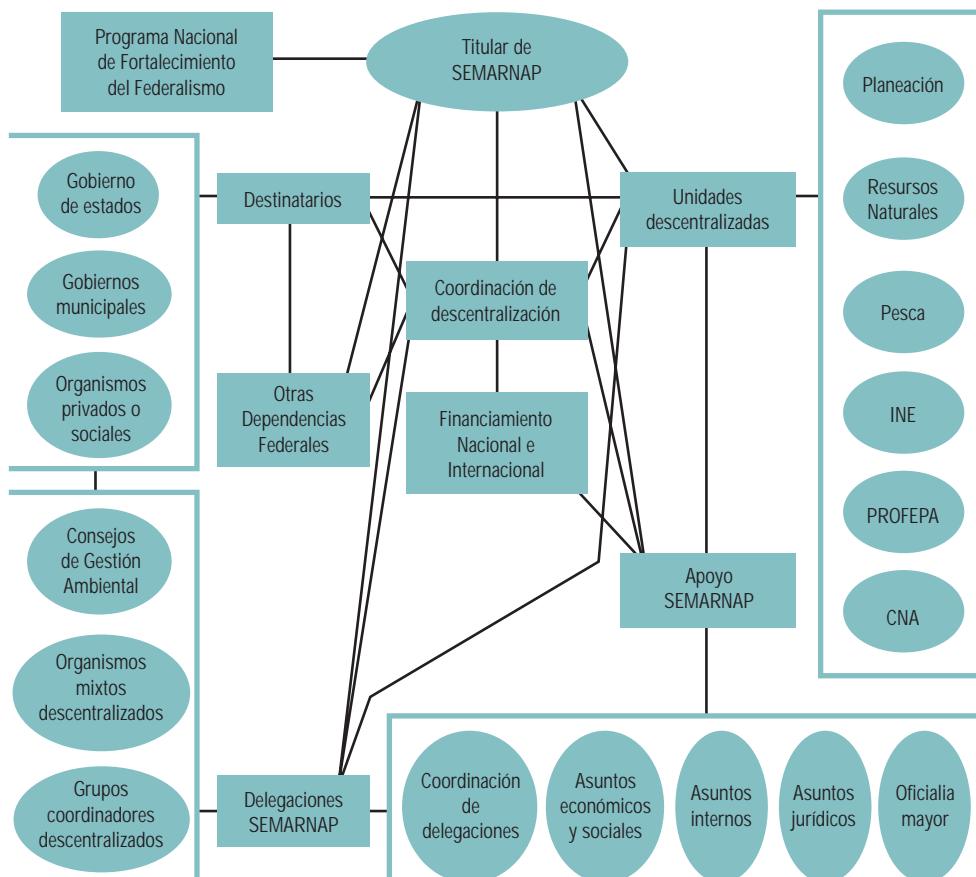 Programa Nacional
de Fortalecimiento
del Federalismo
Titular de
SEMARNAP
Planeación
Gobierno
de estados
Destinatarios
Unidades
descentralizadas
Resursos
Naturales
Gobiernos
municipales
Coordinación de
descentralización
Pesca
Organismos
privados o
sociales
Otras
Dependencias
Federales
Financiamiento
Nacional e
Internacional
INE
PROFEPA
Consejos
de Gestión
Ambiental
Apoyo
SEMARNAP
CNA
Organismos
mixtos
descentralizados
Grupos
coordinadores
descentralizados
Delegaciones
SEMARNAP
Coordinación
de
delegaciones
Asuntos
económicos
y sociales
Asuntos
internos
Asuntos
jurídicos
Oficialia
mayor